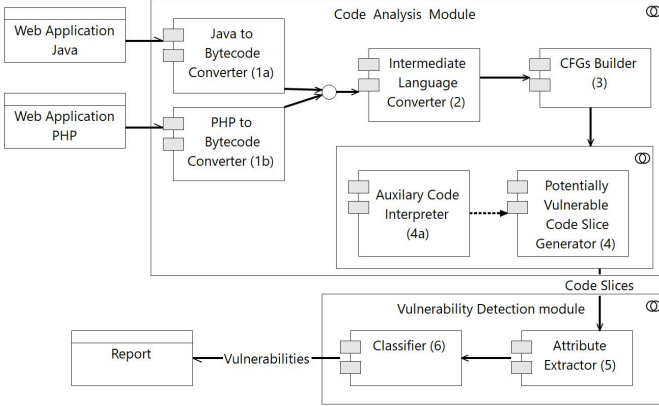 Code Analysis Module
Web Application
Java
Java to
Bytecode
Converter (1a)
Intermediate
Language
Converter (2)
CFGs Builder
(3)
Web Application
PHP
PHP to
Bytecode
Converter (1b)
Auxilary Code
Interpreter
(4a)
Potentially
Vulnerable
Code Slice
Generator (4)
Code Slices
Vulnerability Detection module
Report
Vulnerabilities
Classifier (6)
Attribute
Extractor (5)